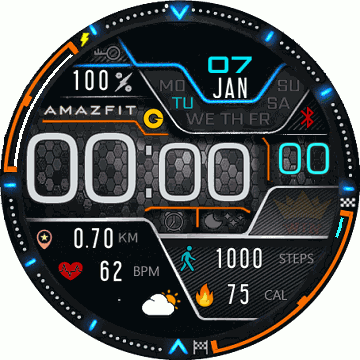 07
100 %
MO SU
JAN
TU SA
AMAZFIT
WE TH FR
00:00 00
0.70 KM
1000 STEPS
62 BPM
75 CAL